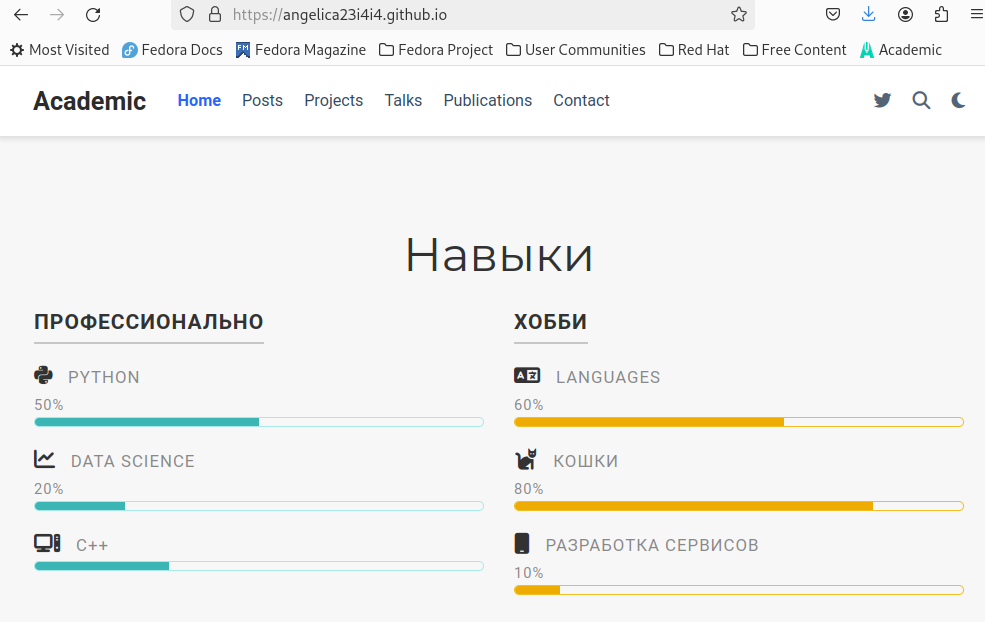 https://angelica23i4i4.github.io
Most Visited Fedora Docs Fedora Magazine Fedora Project User Communities Red Hat Free Content Academic
Academic Home Posts Projects Talks Publications Contact
Навыки
ПРОФЕССИОНАЛЬНО
PYTHON
50%
DATA SCIENCE
20%
C++
ХОББИ
LANGUAGES
60%
КОШКИ
80%
РАЗРАБОТКА СЕРВИСОВ
10%